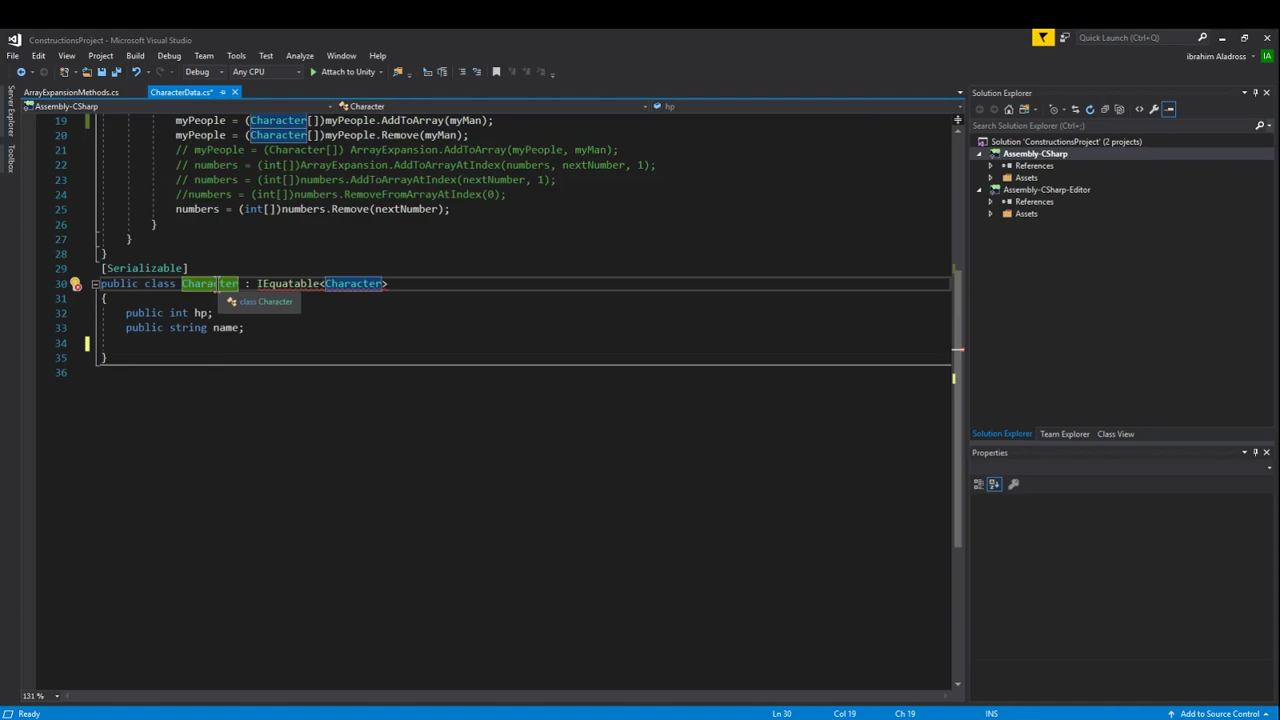 ConstructionsProject - Microsoft Visual Studio
Quick Launch (Ctrl+Q)
File Edit View Project Build Debug Team Tools Test Analyze Window Help
ibrahim Aladross IA
Debug Any CPU Attach to Unity
Server Explorer
Toolbox
ArrayExpansionMethods.cs CharacterData.cs*
Assembly-CSharp Character hp
19 myPeople = (Character[])myPeople.AddToArray(myMan);
20 myPeople = (Character[])myPeople.Remove(myMan);
21 // myPeople = (Character[]) ArrayExpansion.AddToArray(myPeople, myMan);
22 // numbers = (int[])ArrayExpansion.AddToArrayAtIndex(numbers, nextNumber, 1);
23 // numbers = (int[])numbers.AddToArrayAtIndex(nextNumber, 1);
24 //numbers = (int[])numbers.RemoveFromArrayAtIndex(0);
25 numbers = (int[])numbers.Remove(nextNumber);
26 }
27 }
28 }
29 [Serializable]
30 public class Character : IEquatable<Character>
31 {
class Character
32 public int hp;
33 public string name;
34
35 }
36
131 %
Solution Explorer
Search Solution Explorer (Ctrl+;)
Solution 'ConstructionsProject' (2 projects)
Assembly-CSharp
References
Assets
Assembly-CSharp-Editor
References
Assets
Solution Explorer Team Explorer Class View
Properties
Ready Ln 30 Col 19 Ch 19 INS Add to Source Control